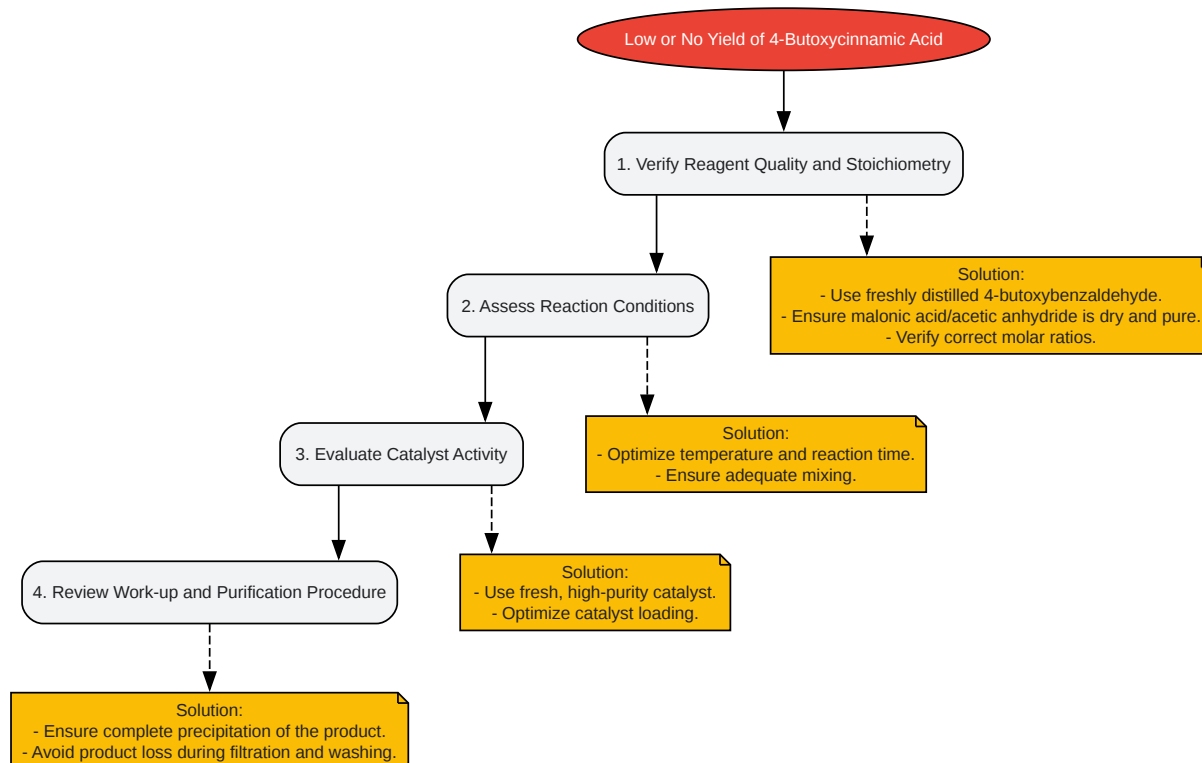 Low or No Yield of 4-Butoxycinnamic Acid
1. Verify Reagent Quality and Stoichiometry
Solution:
- Use freshly distilled 4-butoxybenzaldehyde.
- Ensure malonic acid/acetic anhydride is dry and pure.
- Verify correct molar ratios.
2. Assess Reaction Conditions
Solution:
- Optimize temperature and reaction time.
- Ensure adequate mixing.
3. Evaluate Catalyst Activity
Solution:
- Use fresh, high-purity catalyst.
- Optimize catalyst loading.
4. Review Work-up and Purification Procedure
Solution:
- Ensure complete precipitation of the product.
- Avoid product loss during filtration and washing.